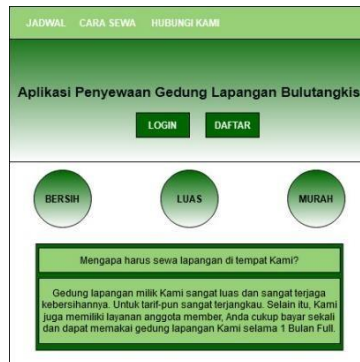 JADWAL CARA SEWA HUBUNGI KAMI
Aplikasi Penyewaan Gedung Lapangan Bulutangkis
LOGIN DAFTAR
BERSIH LUAS MURAH
Mengapa harus sewa lapangan di tempat Kami?
Gedung lapangan milik Kami sangat luas dan sangat terjaga
kebersihannya. Untuk tarif-pun sangat terjangkau. Selain itu, Kami
juga memiliki layanan anggota member, Anda cukup bayar sekali
dan dapat memakai gedung lapangan Kami selama 1 Bulan Full.